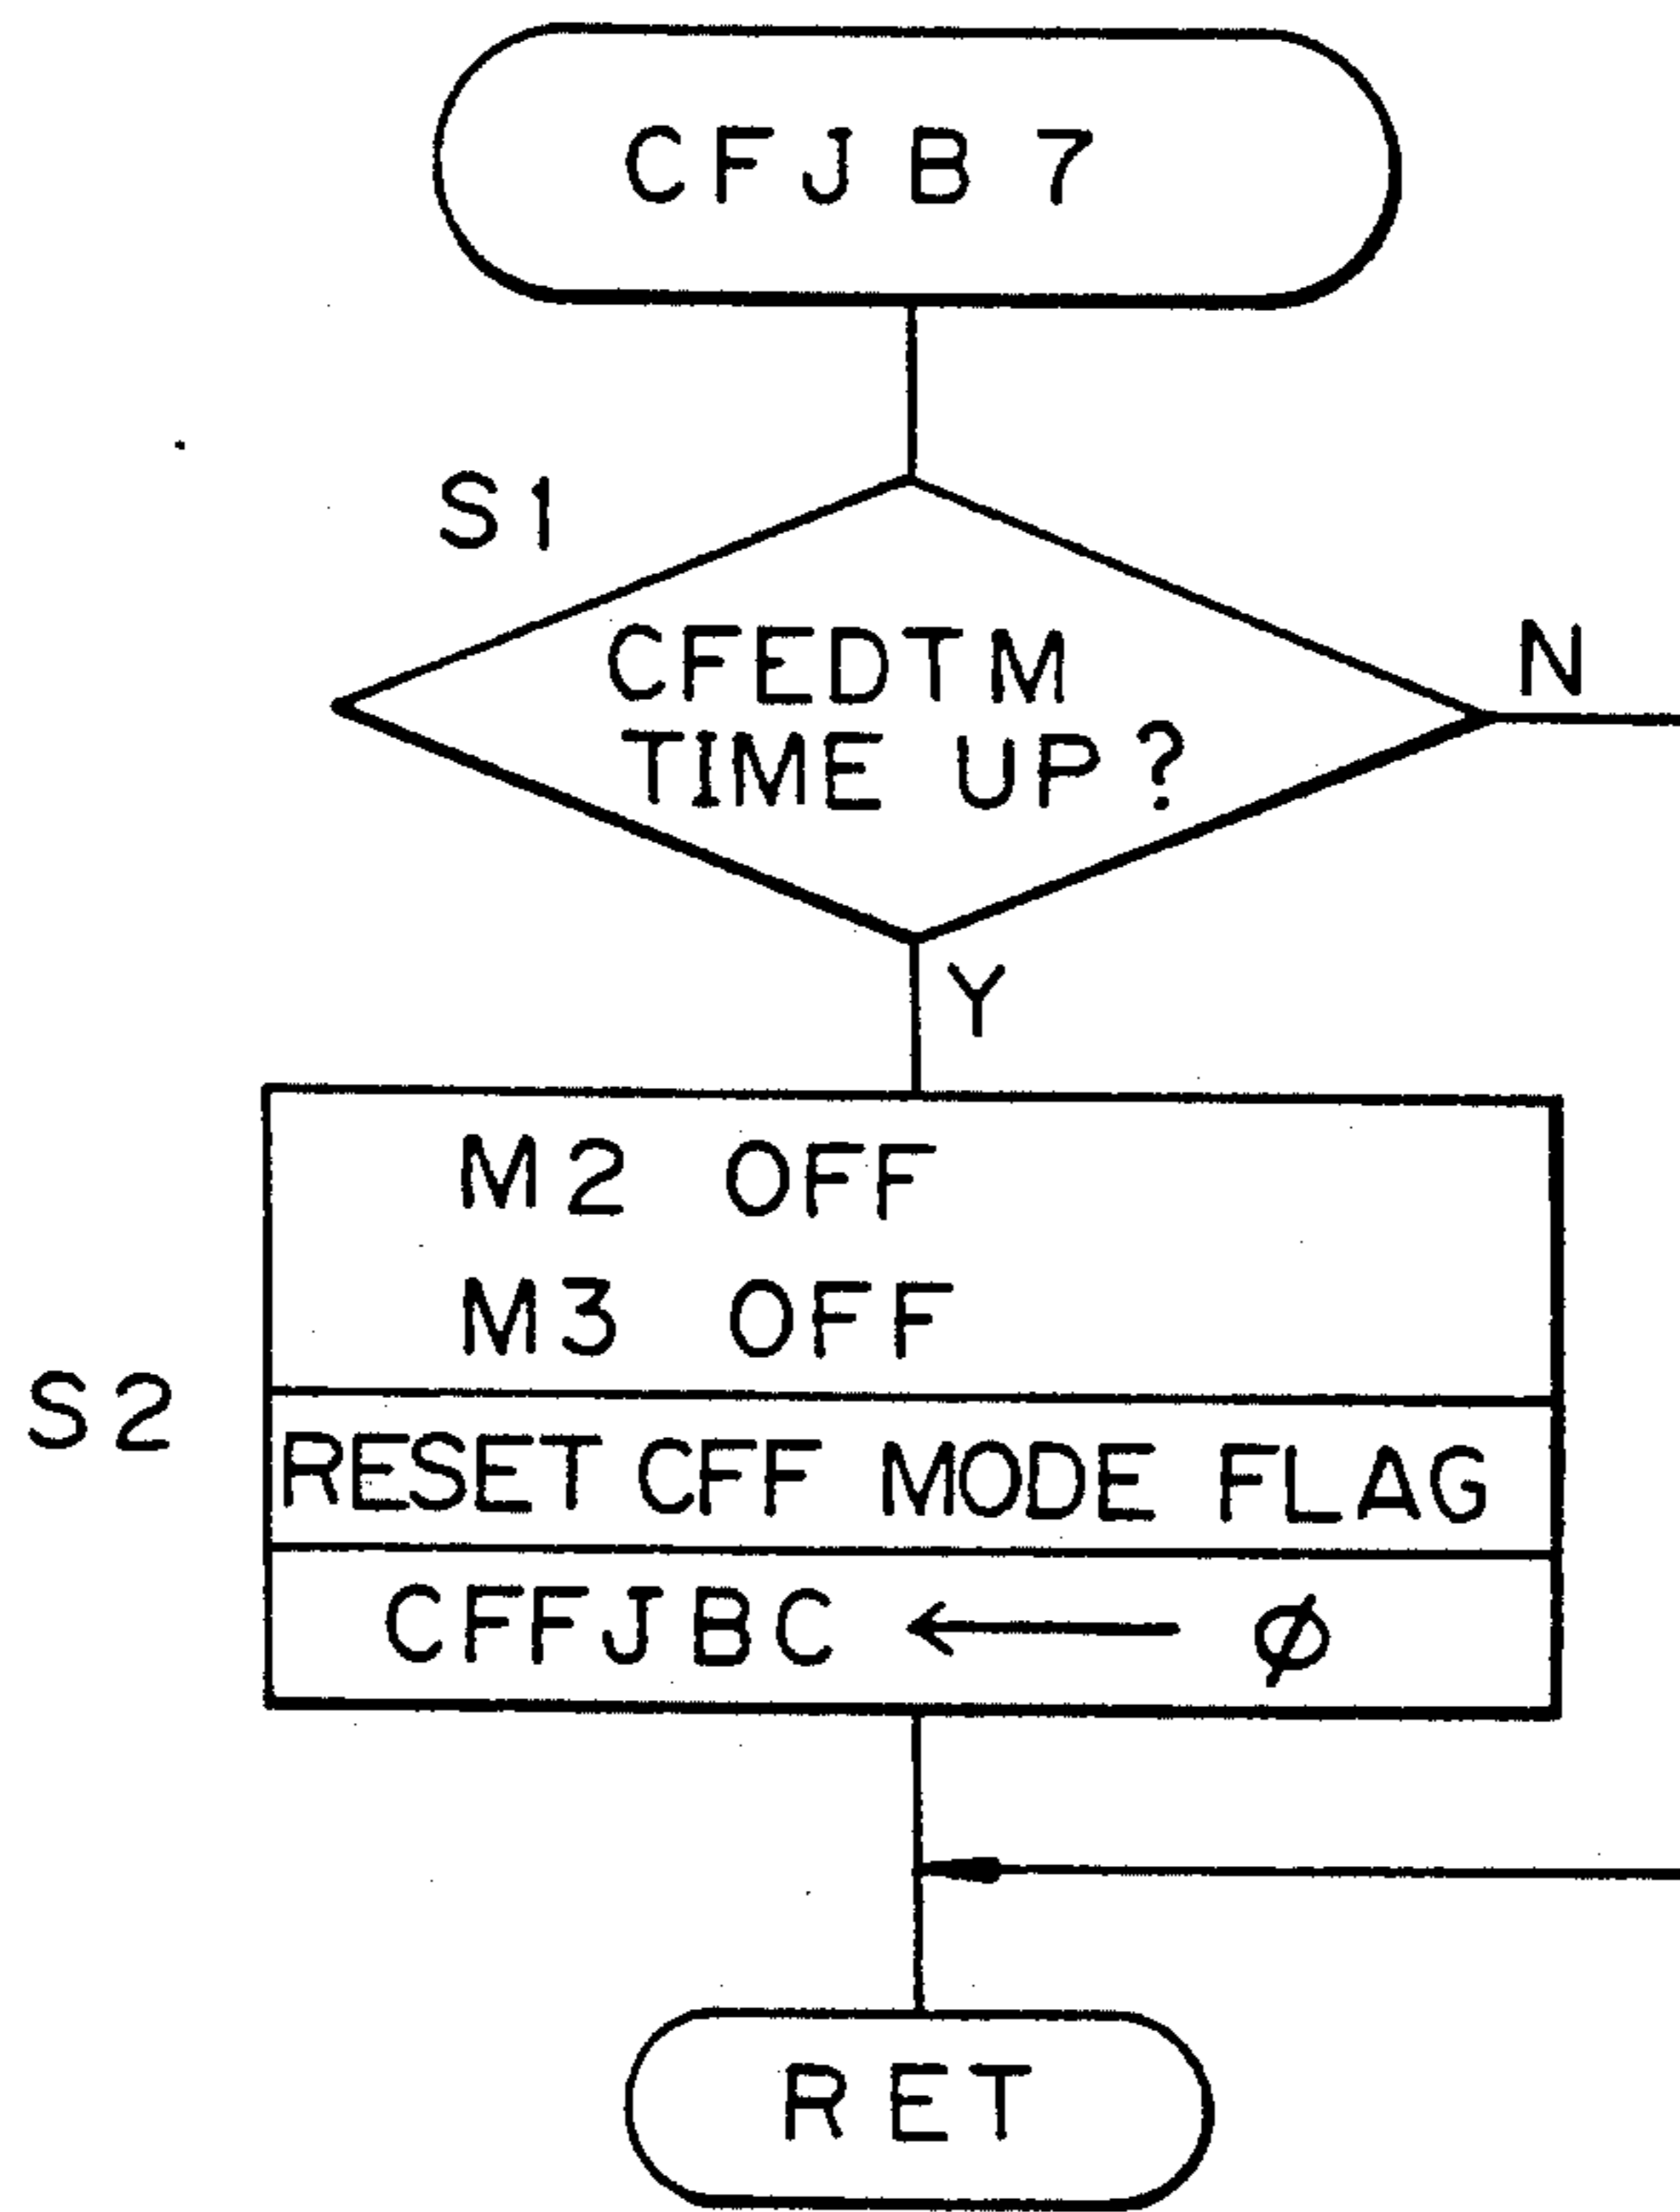 CFJB7
S1
CFEDTM
TIME UP?
N
Y
M2 OFF
M3 OFF
S2
RESET CFF MODE FLAG
CFFJBC ← φ
RET